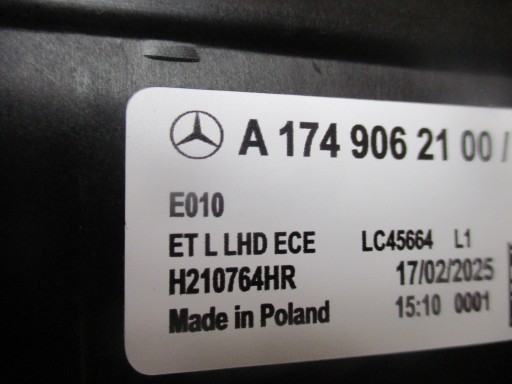 A 174 906 21 00 /
E010
ET L LHD ECE LC45664 L1
H210764HR 17/02/2025
Made in Poland 15:10 0001